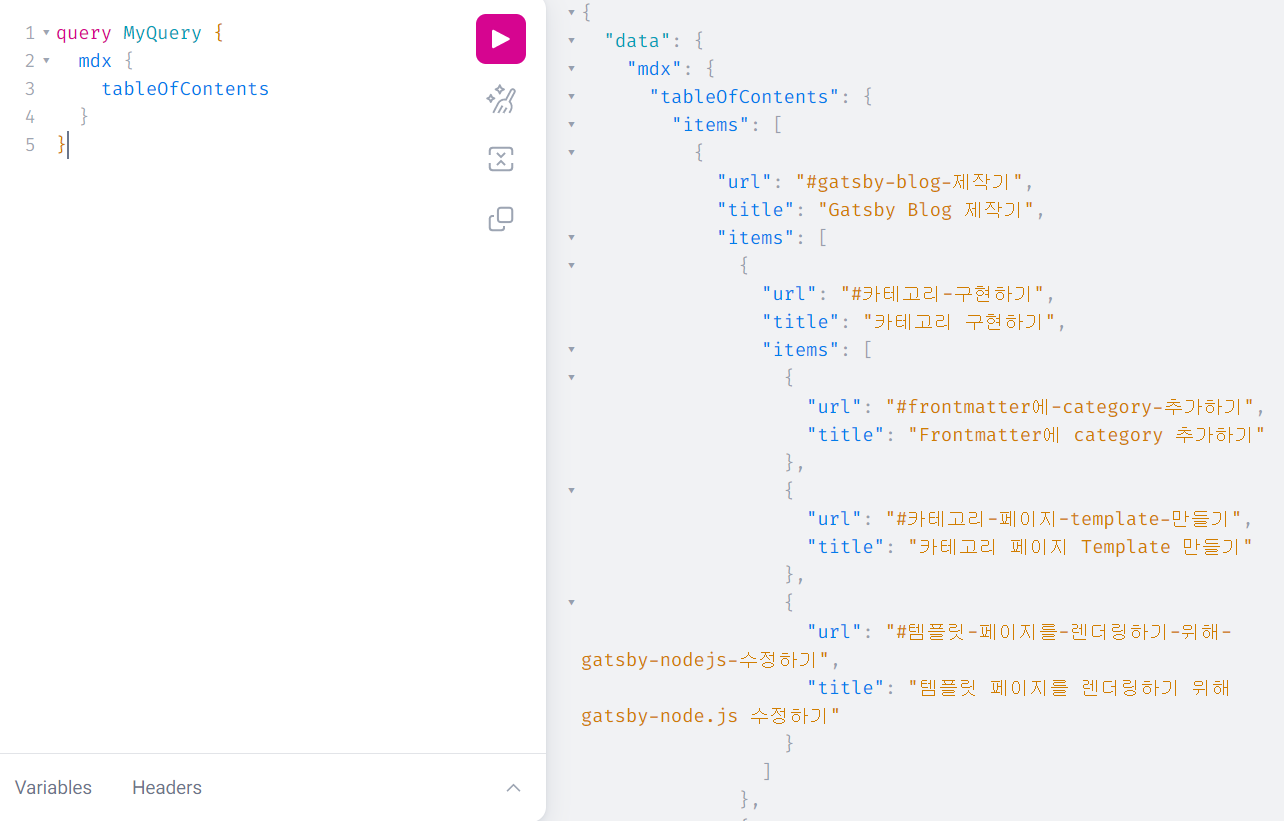 1 query MyQuery {
2 mdx {
3 tableOfContents
4 }
5 }
Variables Headers
{
"data": {
"mdx": {
"tableOfContents": {
"items": [
{
"url": "#gatsby-blog-제작기",
"title": "Gatsby Blog 제작기",
"items": [
{
"url": "#카테고리-구현하기",
"title": "카테고리 구현하기",
"items": [
{
"url": "#frontmatter에-category-추가하기",
"title": "Frontmatter에 category 추가하기"
},
{
"url": "#카테고리-페이지-template-만들기",
"title": "카테고리 페이지 Template 만들기"
},
{
"url": "#템플릿-페이지를-렌더링하기-위해-
gatsby-nodejs-수정하기",
"title": "템플릿 페이지를 렌더링하기 위해
gatsby-node.js 수정하기"
}
]
},